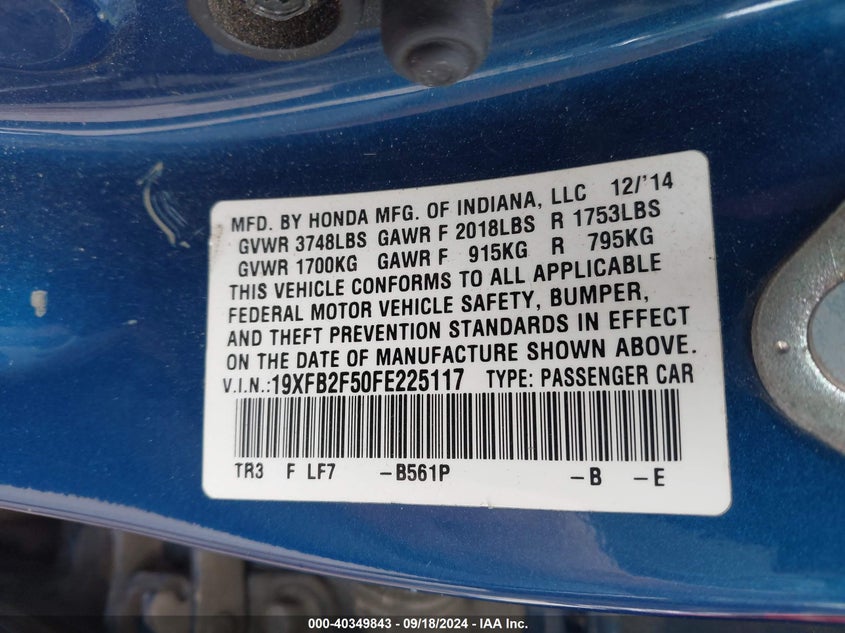 MFD. BY HONDA MFG. OF INDIANA, LLC 12/'14
GVWR 3748LBS GAWR F 2018LBS R 1753LBS
GVWR 1700KG GAWR F 915KG R 795KG
THIS VEHICLE CONFORMS TO ALL APPLICABLE
FEDERAL MOTOR VEHICLE SAFETY, BUMPER,
AND THEFT PREVENTION STANDARDS IN EFFECT
ON THE DATE OF MANUFACTURE SHOWN ABOVE.
V.I.N.:19XFB2F50FE225117 TYPE: PASSENGER CAR
TR3 F LF7 -B561P -B -E
000-40349843 - 09/18/2024 - IAA Inc.